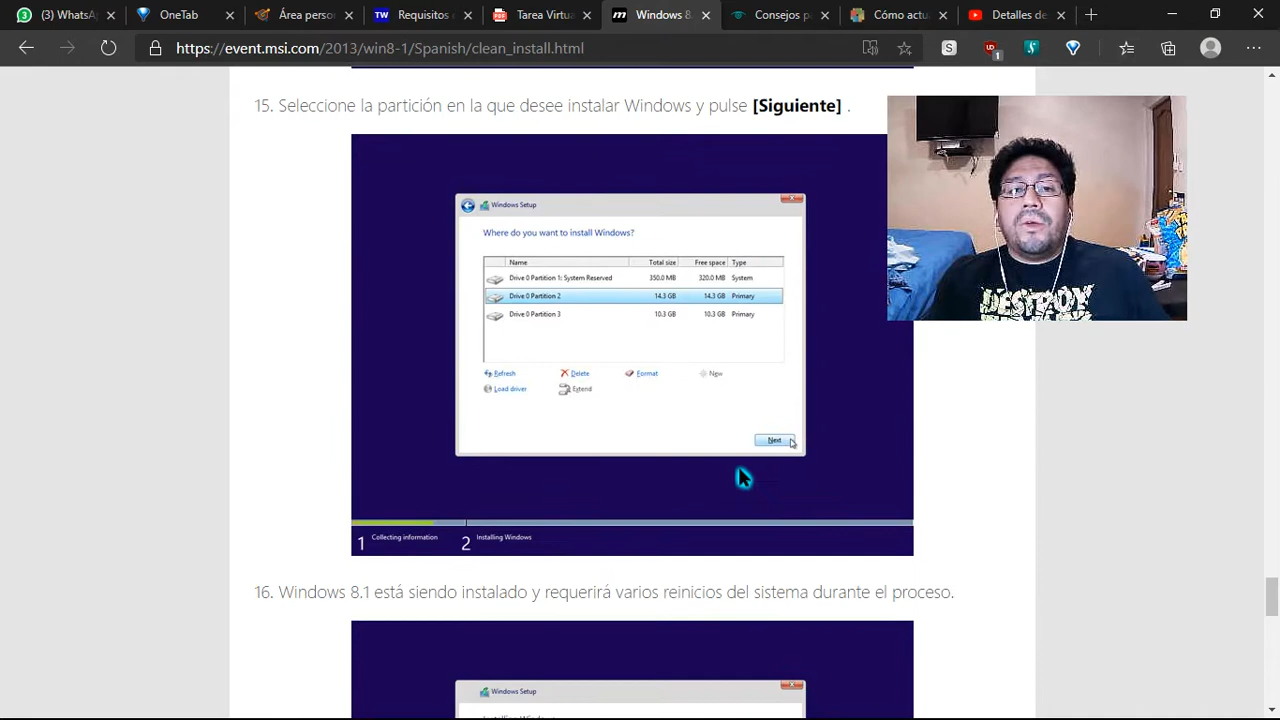 (3) WhatsA
OneTab
Área person
Requisitos d
Tarea Virtu
Windows 8.
Consejos p
Cómo actu
Detalles de
https://event.msi.com/2013/win8-1/Spanish/clean_install.html
15. Seleccione la partición en la que desee instalar Windows y pulse [Siguiente] .
Windows Setup
Where do you want to install Windows?
Name Total size Free space Type
Drive 0 Partition 1: System Reserved 350.0 MB 320.0 MB System
Drive 0 Partition 2 14.3 GB 14.3 GB Primary
Drive 0 Partition 3 10.3 GB 10.3 GB Primary
Refresh Delete Format New
Load driver Extend
Next
1 Collecting information 2 Installing Windows
16. Windows 8.1 está siendo instalado y requerirá varios reinicios del sistema durante el proceso.
Windows Setup